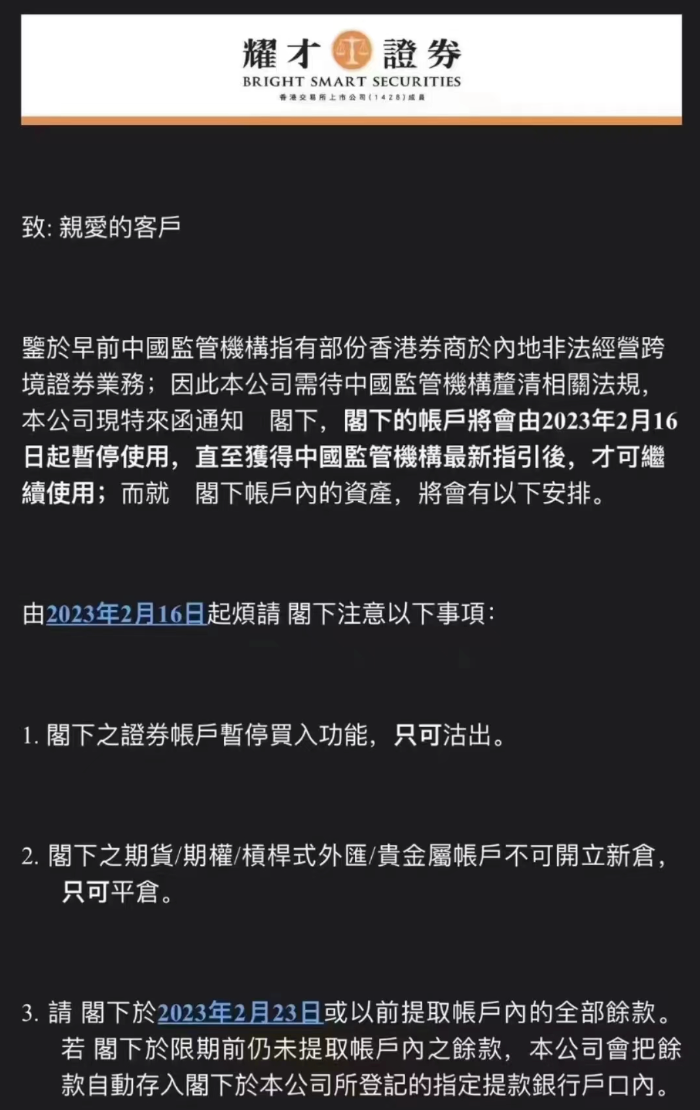 耀才 證券
BRIGHT SMART SECURITIES
香港交易所上市公司(1428)成員
致: 親愛的客戶
鑒於早前中國監管機構指有部份香港券商於內地非法經營跨
境證券業務；因此本公司需待中國監管機構釐清相關法規，
本公司現特來函通知　閣下，閣下的帳戶將會由2023年2月16
日起暫停使用，直至獲得中國監管機構最新指引後，才可繼
續使用；而就　閣下帳戶內的資產，將會有以下安排。
由2023年2月16日起煩請 閣下注意以下事項：
1. 閣下之證券帳戶暫停買入功能，只可沽出。
2. 閣下之期貨/期權/槓桿式外匯/貴金屬帳戶不可開立新倉，
只可平倉。
3. 請 閣下於2023年2月23日或以前提取帳戶內的全部餘款。
若 閣下於限期前仍未提取帳戶內之餘款，本公司會把餘
款自動存入閣下於本公司所登記的指定提款銀行戶口內。